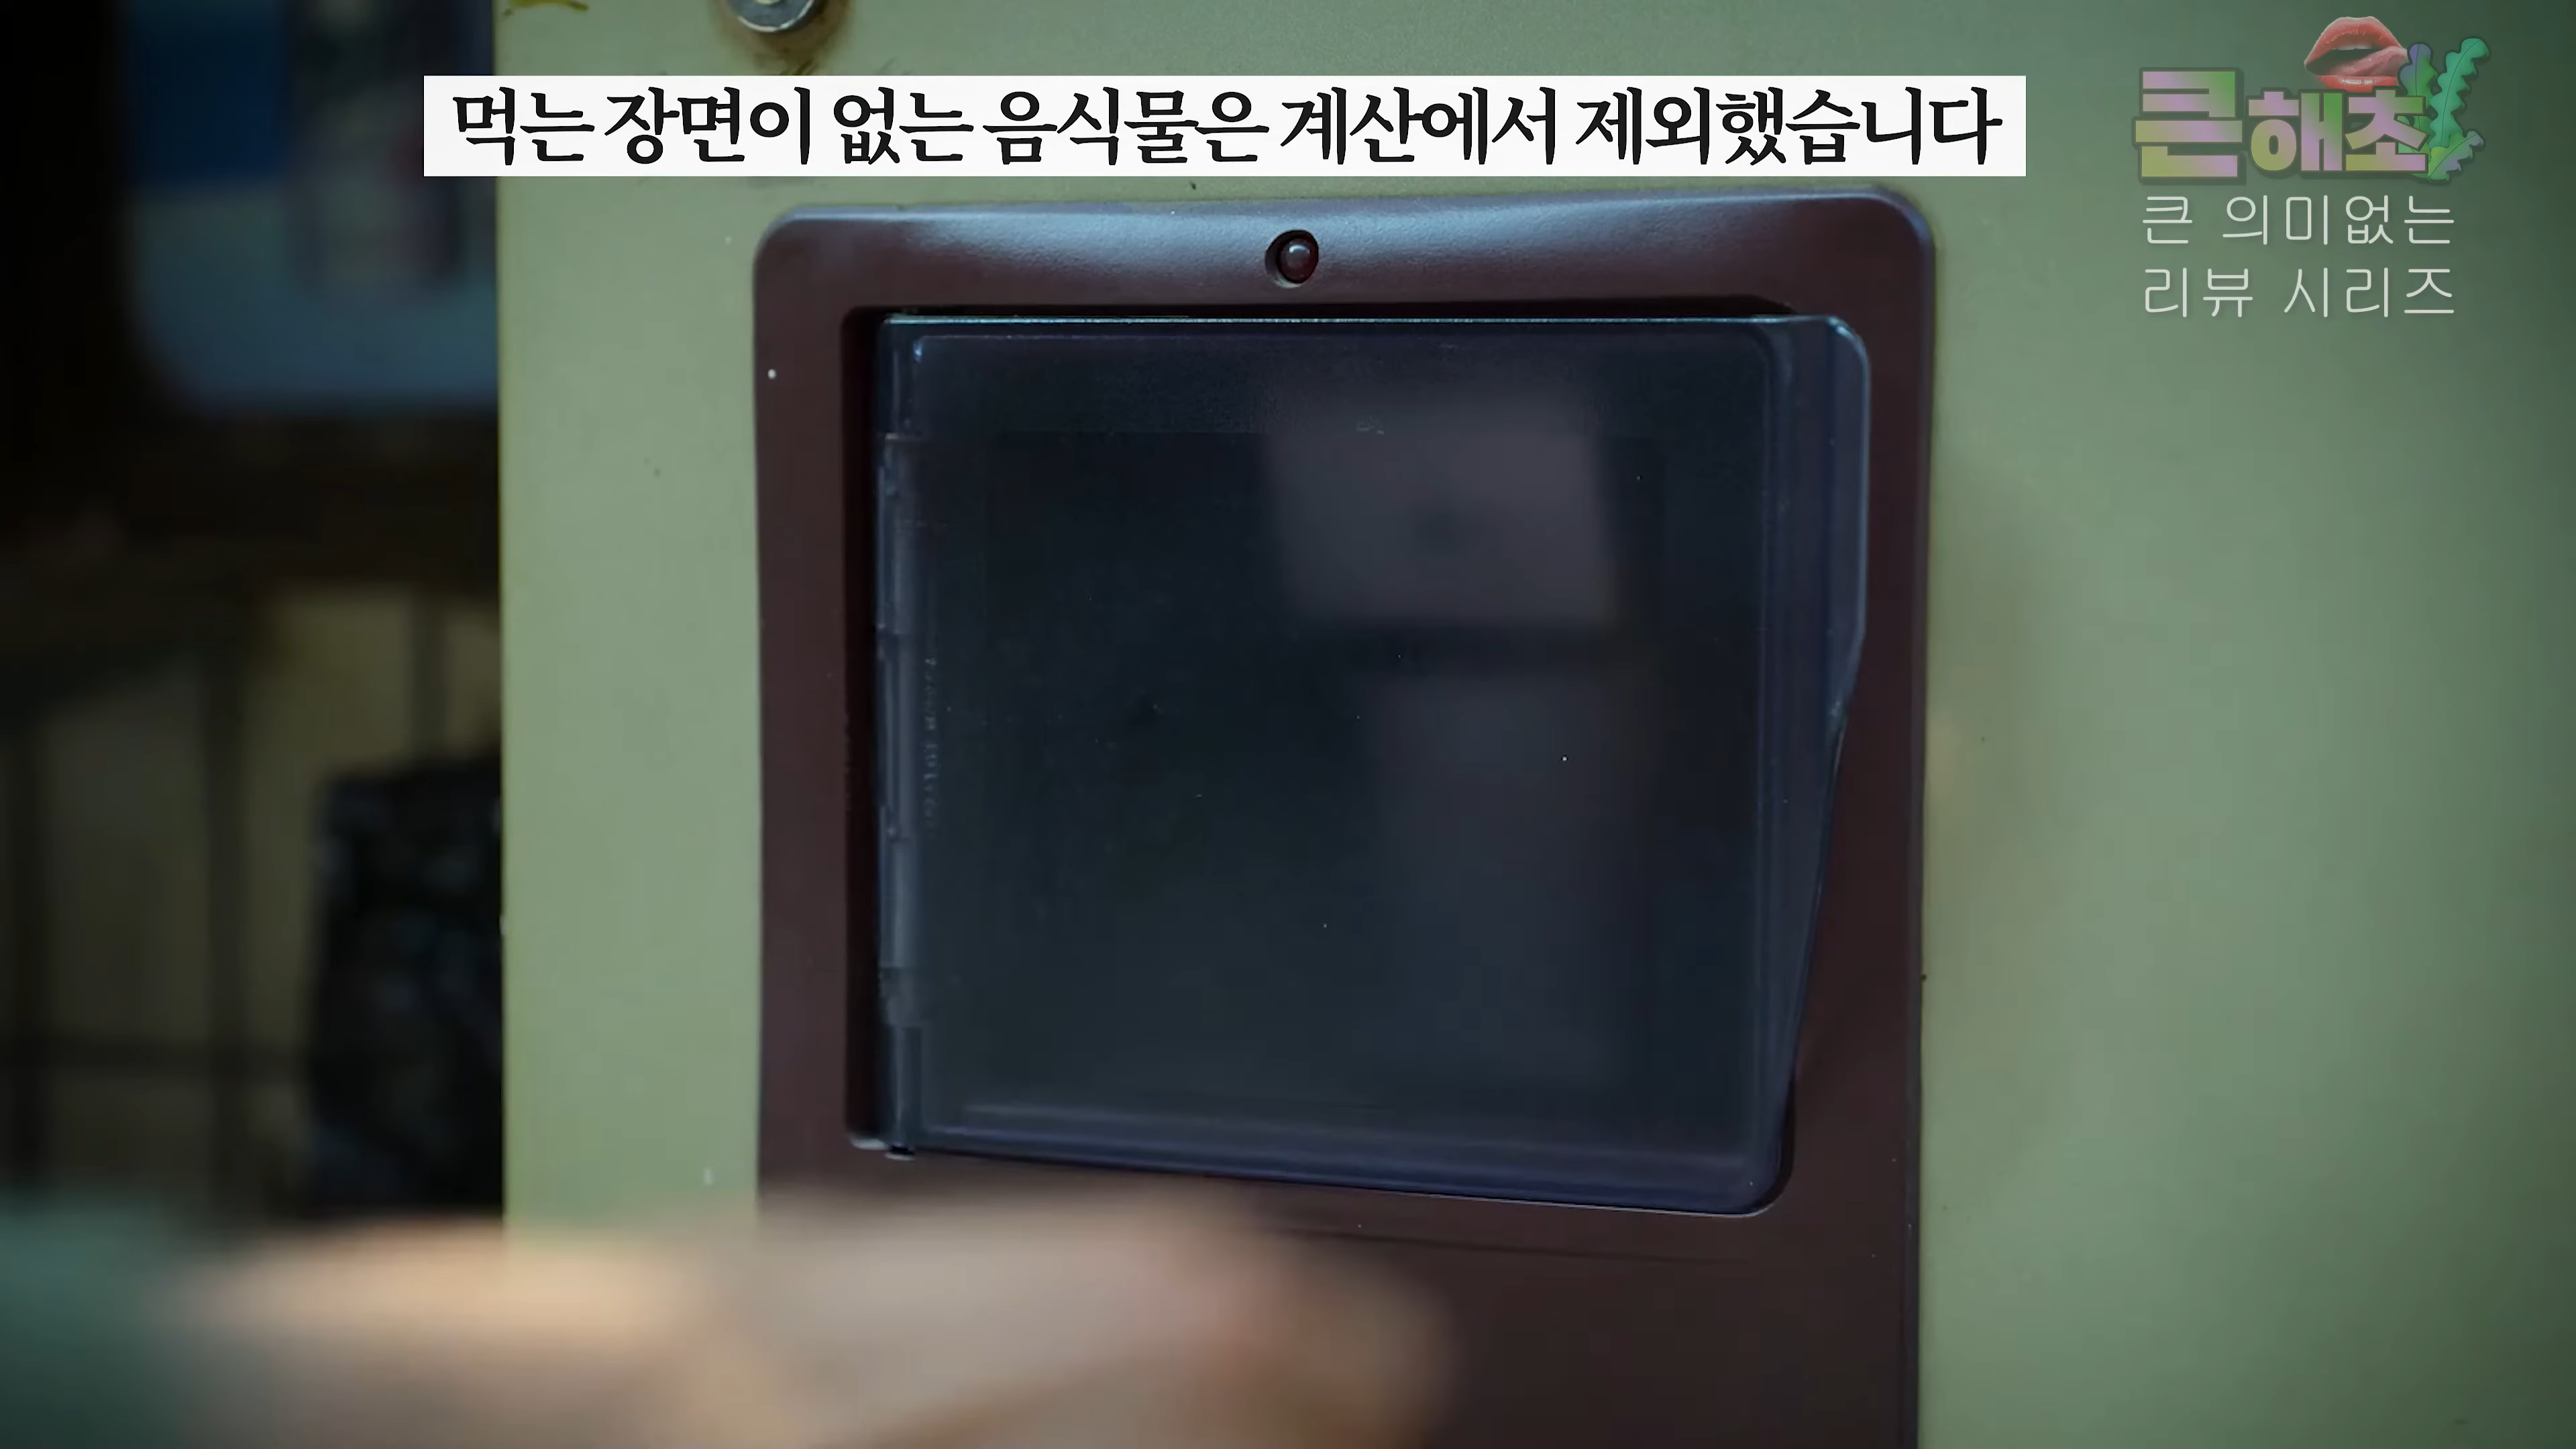 먹는 장면이 없는 음식물은 계산에서 제외했습니다
큰해초
큰 의미없는
리뷰 시리즈